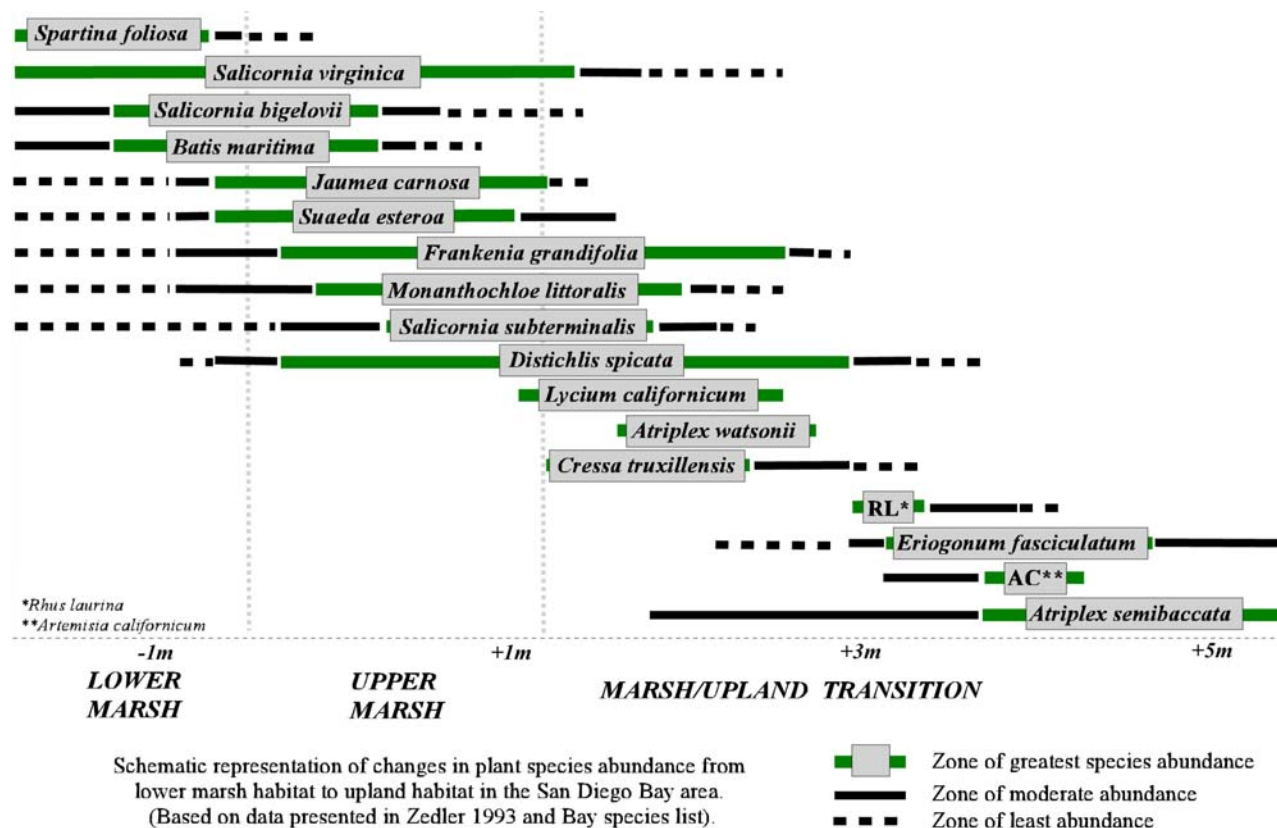 Spartina foliosa
Salicornia virginica
Salicornia bigelovii
Batis maritima
Jaumea carnosa
Suaeda esteroa
Frankenia grandifolia
Monanthochloe littoralis
Salicornia subterminalis
Distichlis spicata
Lycium californicum
Atriplex watsonii
Cressa truxillensis
RL*
Eriogonum fasciculatum
AC**
Atriplex semibaccata
*Rhus laurina
**Artemisia californicum
-1m +1m +3m +5m
LOWER MARSH
UPPER MARSH
MARSH/UPLAND TRANSITION
Schematic representation of changes in plant species abundance from
lower marsh habitat to upland habitat in the San Diego Bay area.
(Based on data presented in Zedler 1993 and Bay species list).
Zone of greatest species abundance
Zone of moderate abundance
Zone of least abundance